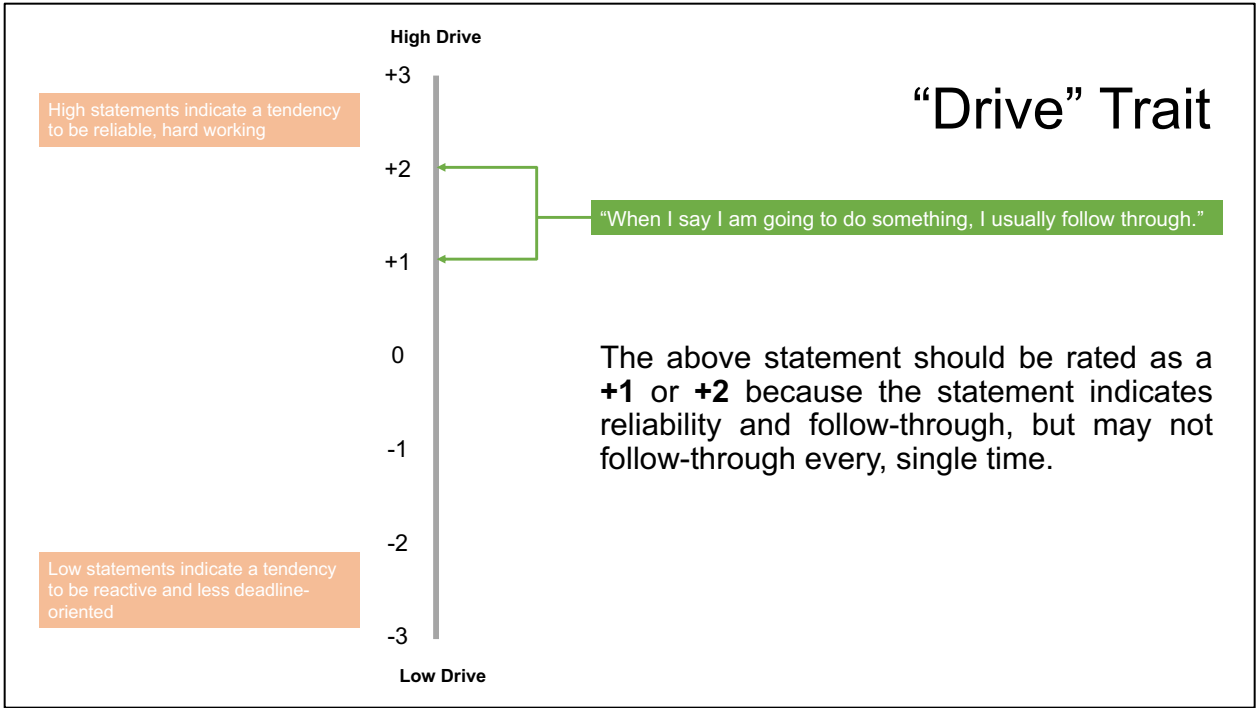 High Drive
+3
“Drive” Trait
High statements indicate a tendency
to be reliable, hard working
+2
“When I say I am going to do something, I usually follow through.”
+1
0
The above statement should be rated as a
+1 or +2 because the statement indicates
reliability and follow-through, but may not
follow-through every, single time.
-1
-2
Low statements indicate a tendency
to be reactive and less deadline-
oriented
-3
Low Drive